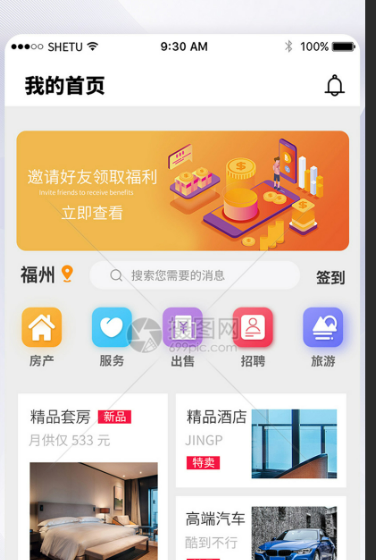 SHETU 9:30 AM 100%
我的首页
邀请好友领取福利
Invite friends to receive benefits
立即查看
福州 搜索您需要的消息 签到
房产 服务 出售 招聘 旅游
摄图网
699pic.com
精品套房 新品
月供仅 533 元
精品酒店
JINGP
特卖
高端汽车
酷到不行